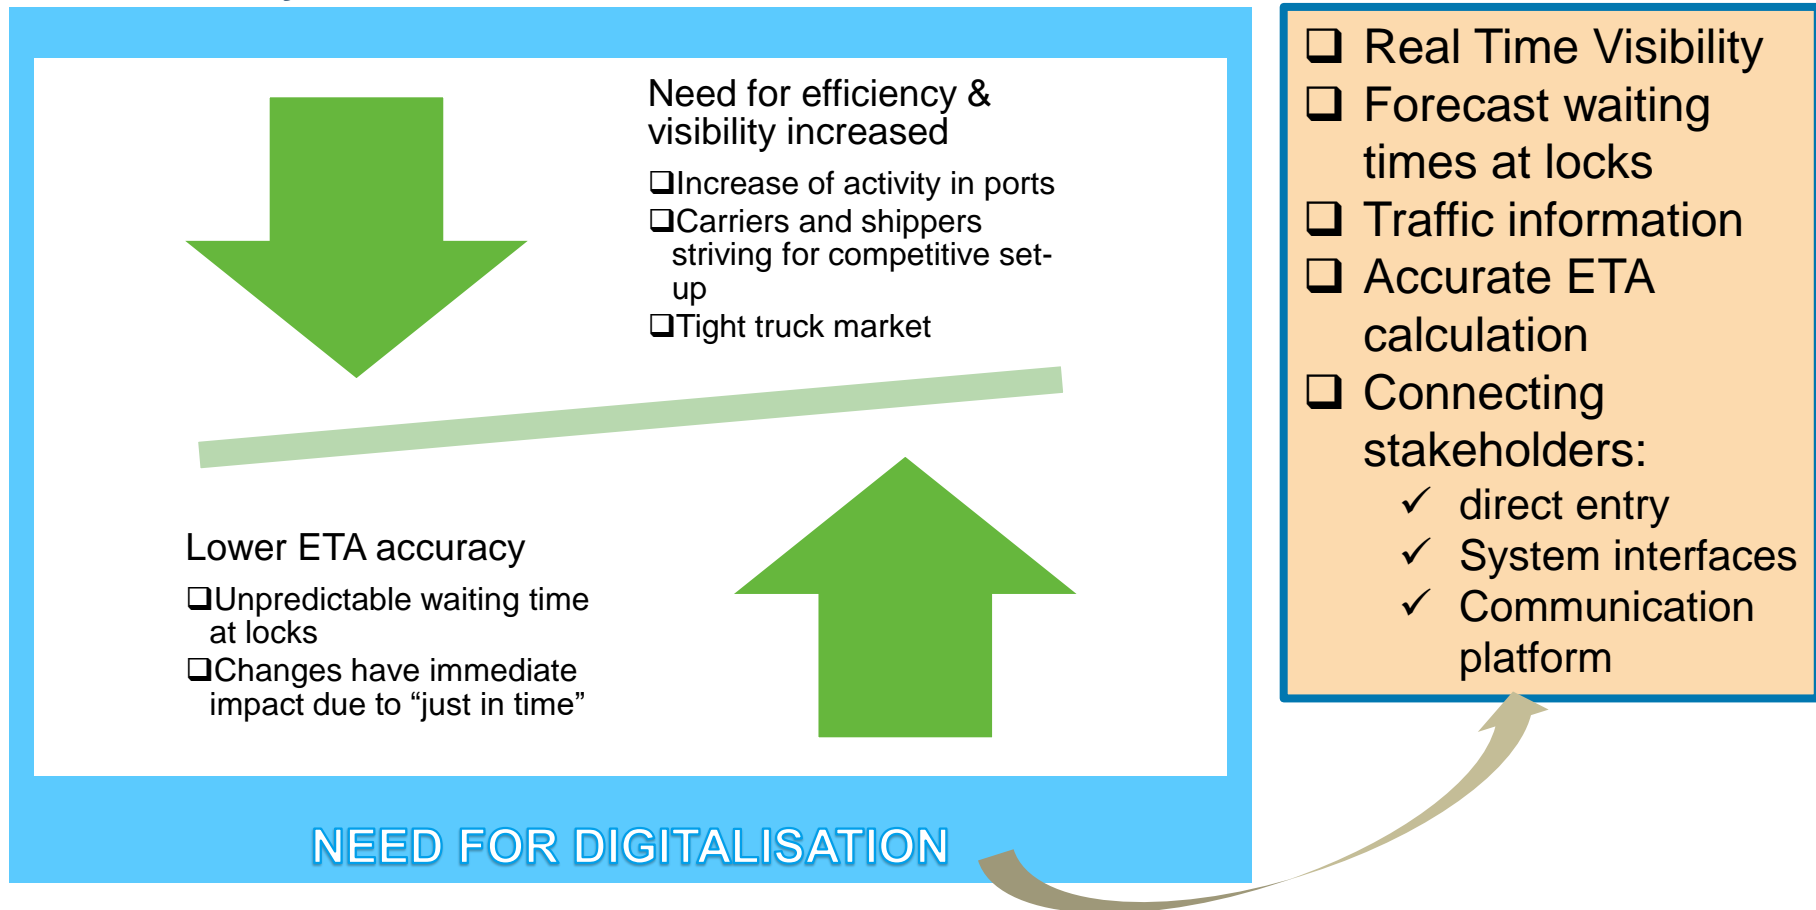 Need for efficiency &
visibility increased
❑Increase of activity in ports
❑Carriers and shippers
striving for competitive set-
up
❑Tight truck market
Lower ETA accuracy
❑Unpredictable waiting time
at locks
❑Changes have immediate
impact due to “just in time”
NEED FOR DIGITALISATION
❑ Real Time Visibility
❑ Forecast waiting
times at locks
❑ Traffic information
❑ Accurate ETA
calculation
❑ Connecting
stakeholders:
✓ direct entry
✓ System interfaces
✓ Communication
platform